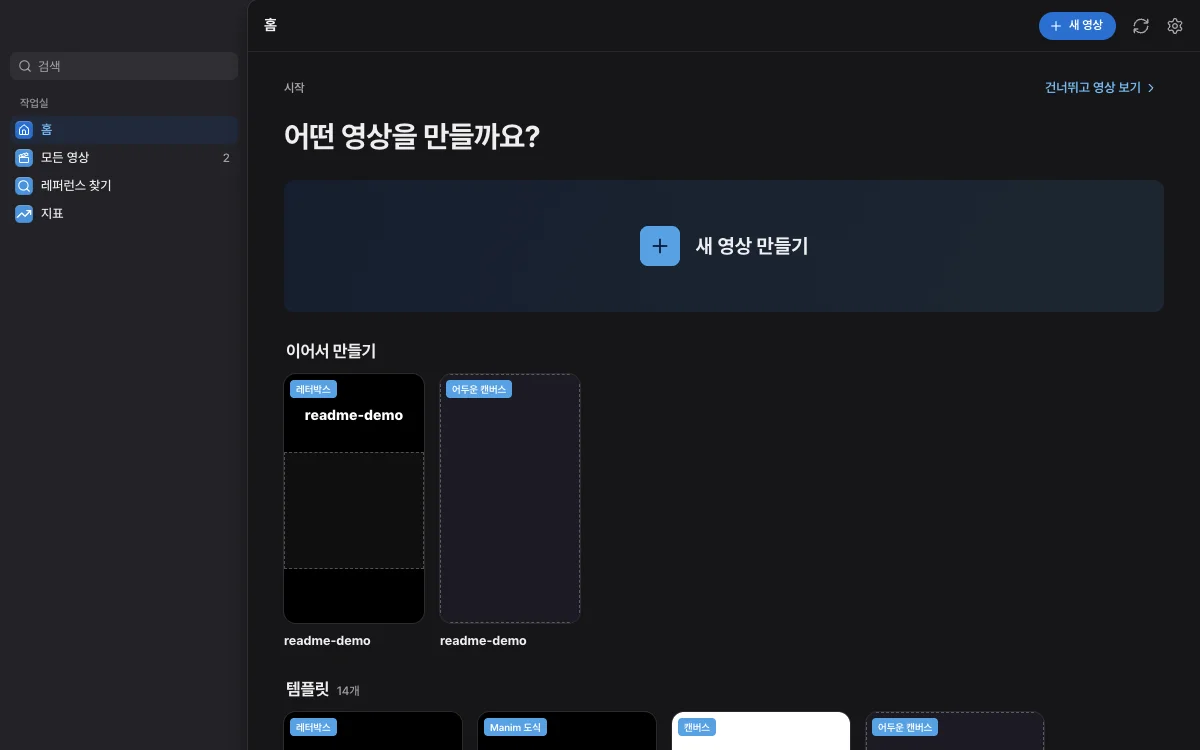 홈
새 영상
검색
작업실
홈
모든 영상 2
레퍼런스 찾기
지표
시작
건너뛰고 영상 보기
어떤 영상을 만들까요?
새 영상 만들기
이어서 만들기
레터박스
readme-demo
어두운 캔버스
readme-demo
readme-demo
템플릿 14개
레터박스
Manim 도식
캔버스
어두운 캔버스